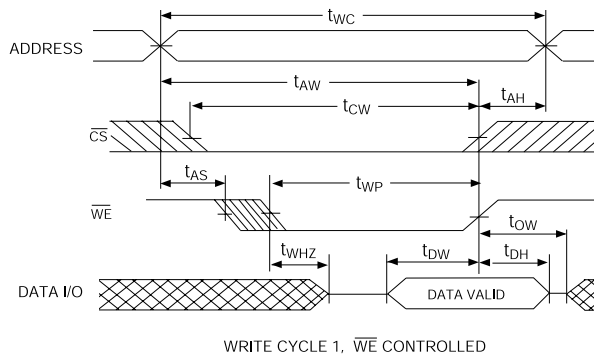 tWC
ADDRESS
tAW
tCW
tAH
CS
tAS
tWP
WE
tOW
tWHZ
tDW
tDH
DATA I/O
DATA VALID
WRITE CYCLE 1, WE CONTROLLED